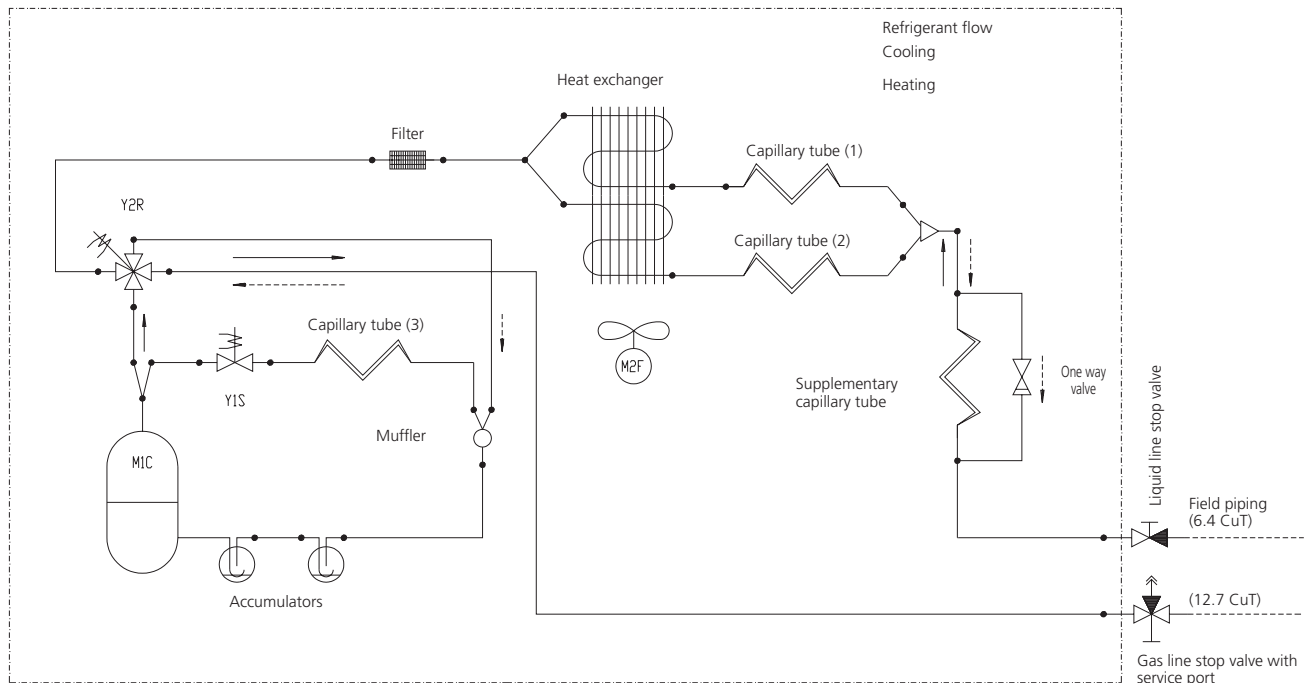 Refrigerant flow
Cooling
Heating
Heat exchanger
Filter
Capillary tube (1)
Y2R
Capillary tube (2)
Capillary tube (3)
M2F
Y1S
Supplementary
capillary tube
One way
valve
Muffler
M1C
Liquid line stop valve
Field piping
(6.4 CuT)
Accumulators
(12.7 CuT)
Gas line stop valve with
service port